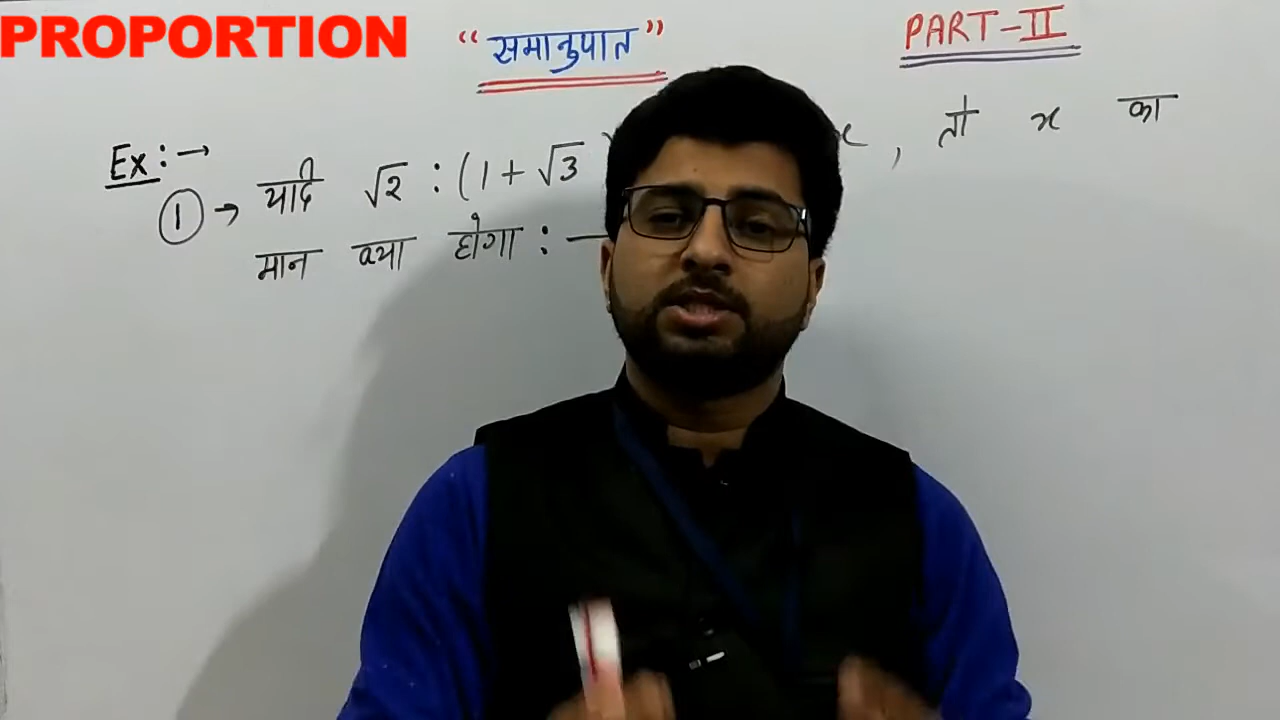 PROPORTION
“समानुपात”
PART-II
Ex:→
① → यदि √2 : (1+√3 x, तो x का
मान क्या होगा :—